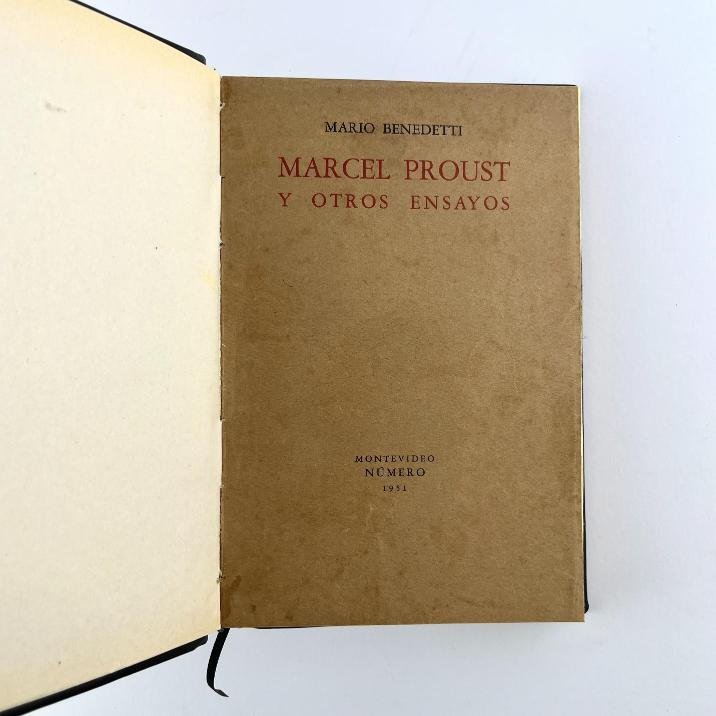 MARIO BENEDETTI
MARCEL PROUST
Y OTROS ENSAYOS
MONTEVIDEO
NÚMERO
1951